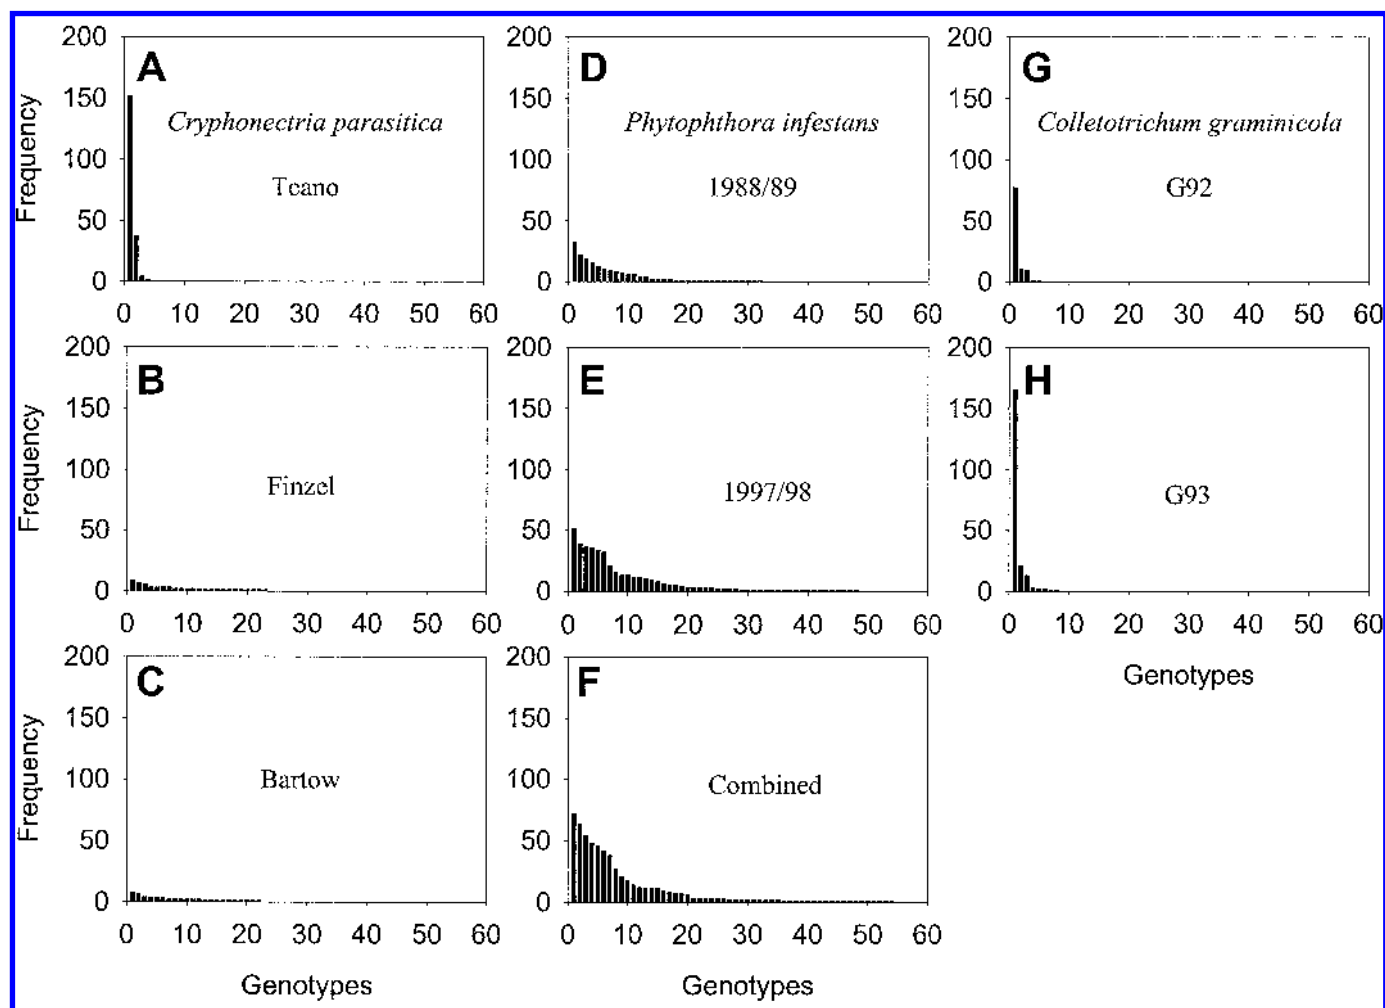 A
Cryphonectria parasitica
Teano
Frequency
200
150
100
50
0
0 10 20 30 40 50 60
D
Phytophthora infestans
1988/89
200
150
100
50
0
0 10 20 30 40 50 60
G
Colletotrichum graminicola
G92
200
150
100
50
0
0 10 20 30 40 50 60
B
Finzel
Frequency
200
150
100
50
0
0 10 20 30 40 50 60
E
1997/98
200
150
100
50
0
0 10 20 30 40 50 60
H
G93
200
150
100
50
0
0 10 20 30 40 50 60
Genotypes
C
Bartow
Frequency
200
150
100
50
0
0 10 20 30 40 50 60
Genotypes
F
Combined
200
150
100
50
0
0 10 20 30 40 50 60
Genotypes